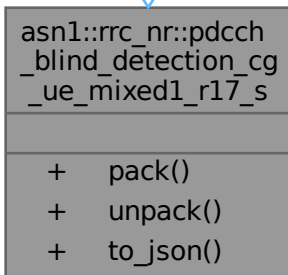 asn1::rrc_nr::pdcch
_blind_detection_cg
_ue_mixed1_r17_s
+ pack()
+ unpack()
+ to_json()